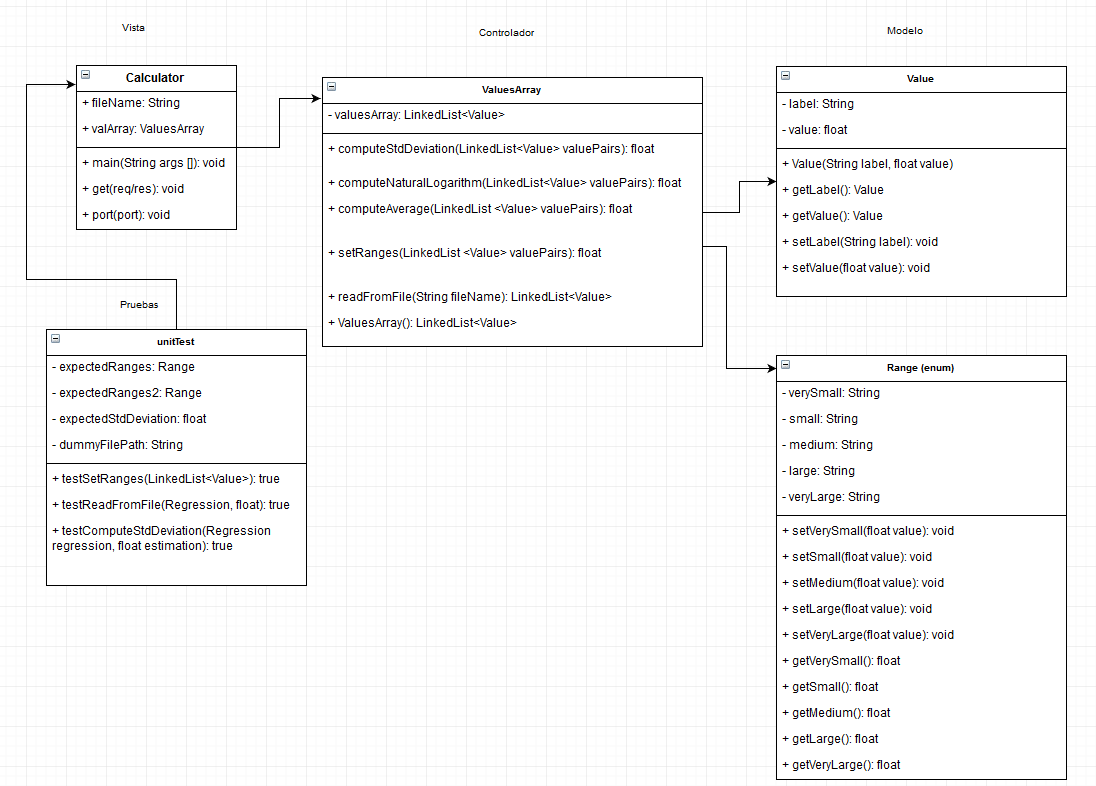 Vista
Controlador
Modelo
Calculator
+ fileName: String
+ valArray: ValuesArray
+ main(String args []): void
+ get(req/res): void
+ port(port): void
ValuesArray
- valuesArray: LinkedList<Value>
+ computeStdDeviation(LinkedList<Value> valuePairs): float
+ computeNaturalLogarithm(LinkedList<Value> valuePairs): float
+ computeAverage(LinkedList <Value> valuePairs): float
+ setRanges(LinkedList <Value> valuePairs): float
+ readFromFile(String fileName): LinkedList<Value>
+ ValuesArray(): LinkedList<Value>
Value
- label: String
- value: float
+ Value(String label, float value)
+ getLabel(): Value
+ getValue(): Value
+ setLabel(String label): void
+ setValue(float value): void
Pruebas
unitTest
- expectedRanges: Range
- expectedRanges2: Range
- expectedStdDeviation: float
- dummyFilePath: String
+ testSetRanges(LinkedList<Value>): true
+ testReadFromFile(Regression, float): true
+ testComputeStdDeviation(Regression
regression, float estimation): true
Range (enum)
- verySmall: String
- small: String
- medium: String
- large: String
- veryLarge: String
+ setVerySmall(float value): void
+ setSmall(float value): void
+ setMedium(float value): void
+ setLarge(float value): void
+ setVeryLarge(float value): void
+ getVerySmall(): float
+ getSmall(): float
+ getMedium(): float
+ getLarge(): float
+ getVeryLarge(): float